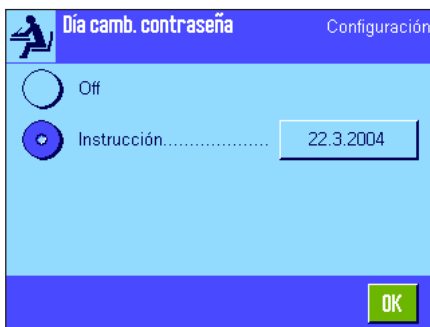 Día camb. contraseña Configuración
Off
Instrucción.................... 22.3.2004
OK